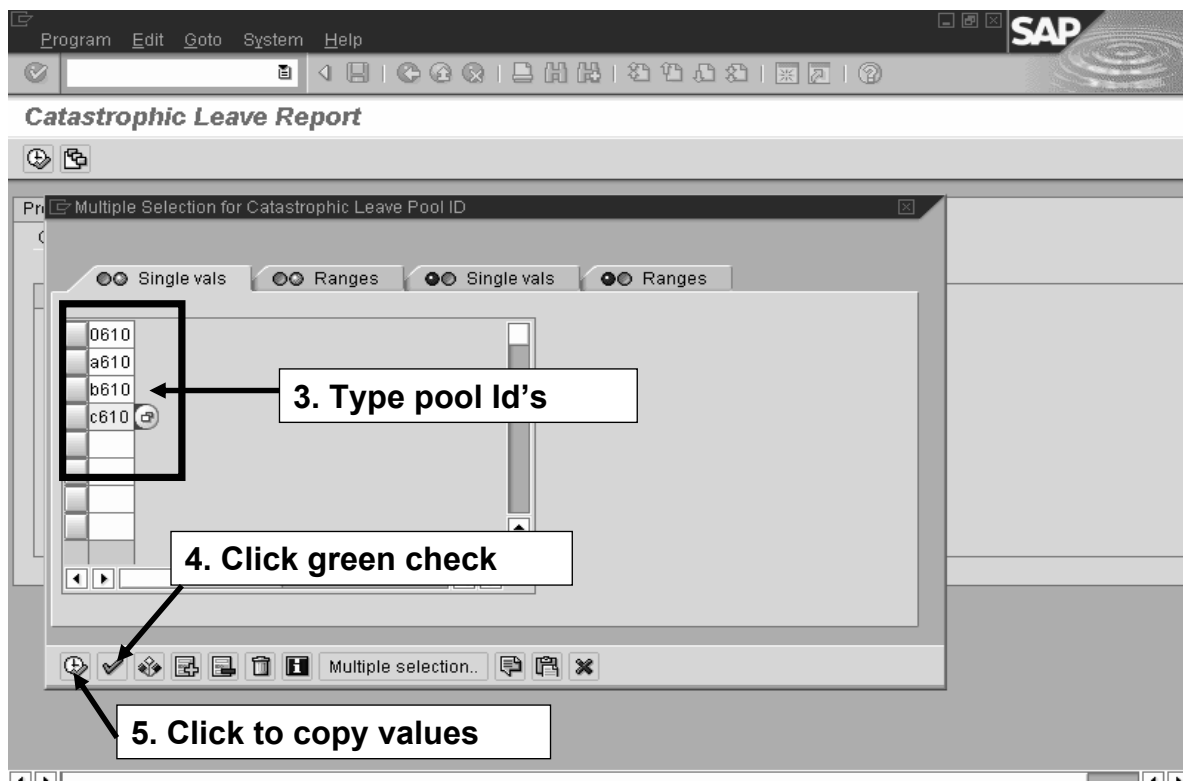 Program Edit Goto System Help
SAP
Catastrophic Leave Report
Multiple Selection for Catastrophic Leave Pool ID
Single vals Ranges Single vals Ranges
0610
a610
b610
c610
3. Type pool Id’s
4. Click green check
Multiple selection..
5. Click to copy values